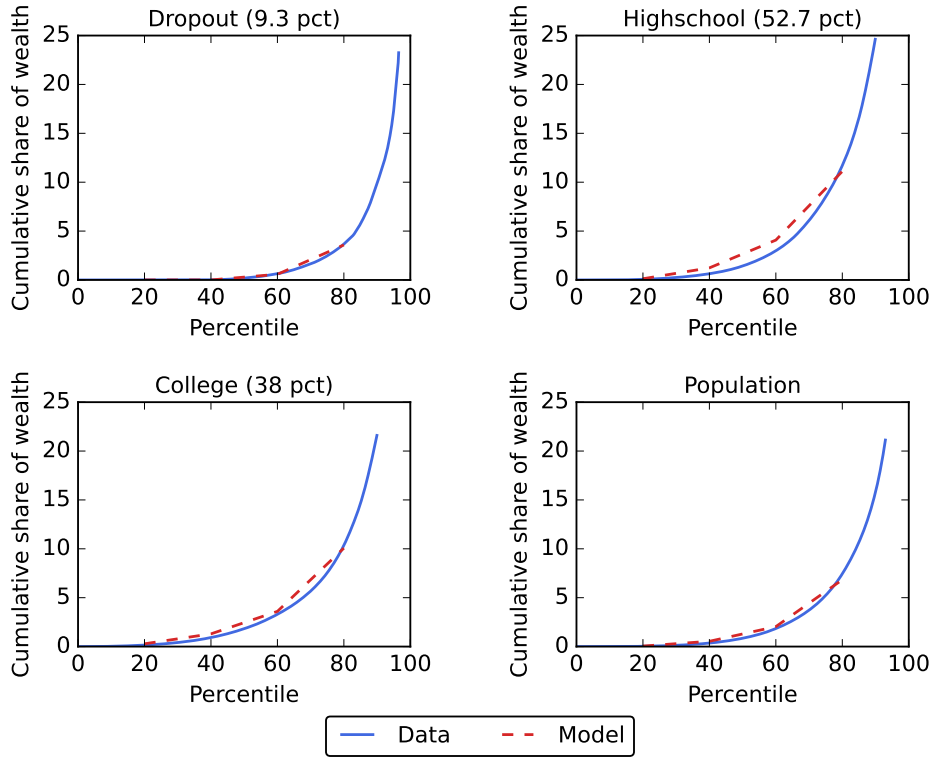 Dropout (9.3 pct)
Cumulative share of wealth
25
20
15
10
5
0
0 20 40 60 80 100
Percentile
Highschool (52.7 pct)
Cumulative share of wealth
25
20
15
10
5
0
0 20 40 60 80 100
Percentile
College (38 pct)
Cumulative share of wealth
25
20
15
10
5
0
0 20 40 60 80 100
Percentile
Population
Cumulative share of wealth
25
20
15
10
5
0
0 20 40 60 80 100
Percentile
Data Model